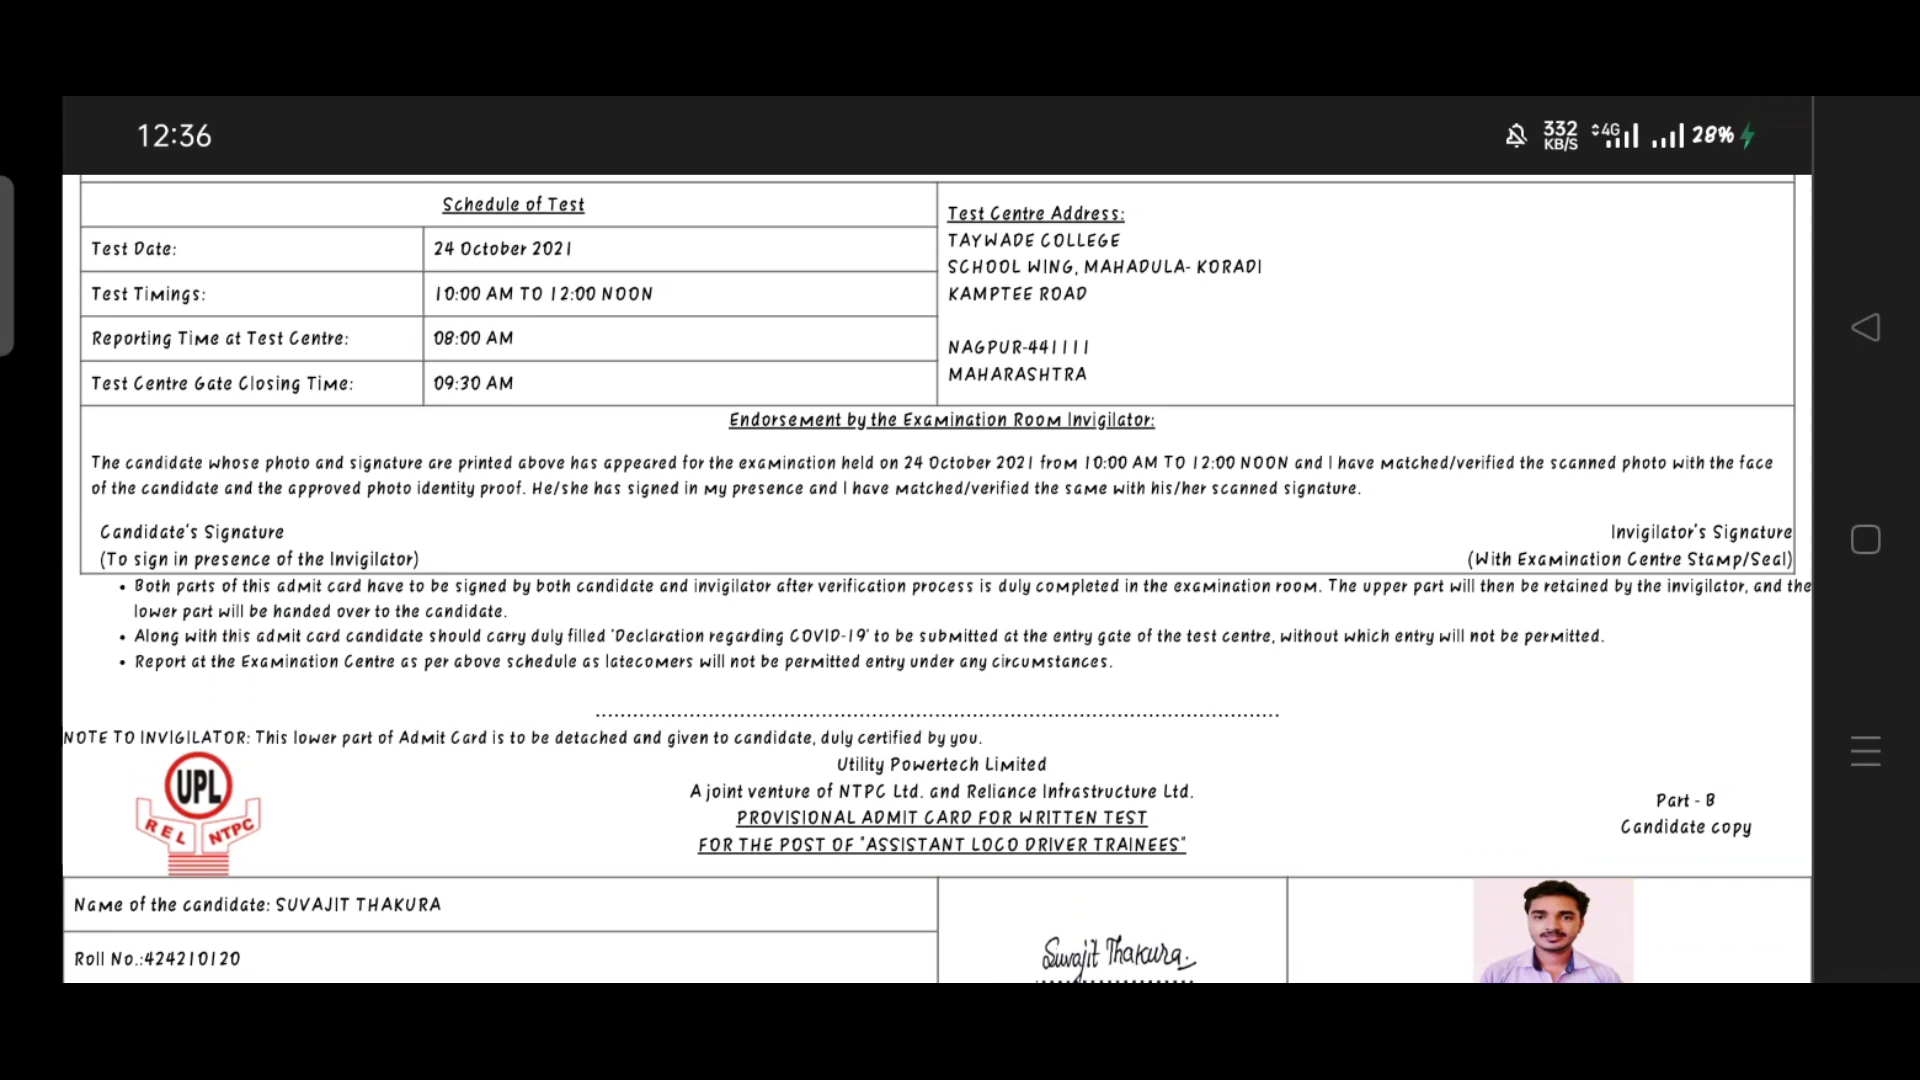 12:36
332 KB/S 4G 28%
Schedule of Test
Test Date: 24 October 2021
Test Timings: 10:00 AM TO 12:00 NOON
Reporting Time at Test Centre: 08:00 AM
Test Centre Gate Closing Time: 09:30 AM
Test Centre Address:
TAYWADE COLLEGE
SCHOOL WING, MAHADULA- KORADI
KAMPTEE ROAD
NAGPUR-441111
MAHARASHTRA
Endorsement by the Examination Room Invigilator:
The candidate whose photo and signature are printed above has appeared for the examination held on 24 October 2021 from 10:00 AM TO 12:00 NOON and I have matched/verified the scanned photo with the face
of the candidate and the approved photo identity proof. He/she has signed in my presence and I have matched/verified the same with his/her scanned signature.
Candidate's Signature
(To sign in presence of the Invigilator)
Invigilator's Signature
(With Examination Centre Stamp/Seal)
• Both parts of this admit card have to be signed by both candidate and invigilator after verification process is duly completed in the examination room. The upper part will then be retained by the invigilator, and the
lower part will be handed over to the candidate.
• Along with this admit card candidate should carry duly filled 'Declaration regarding COVID-19' to be submitted at the entry gate of the test centre, without which entry will not be permitted.
• Report at the Examination Centre as per above schedule as latecomers will not be permitted entry under any circumstances.
NOTE TO INVIGILATOR: This lower part of Admit Card is to be detached and given to candidate, duly certified by you.
UPL
REL NTPC
Utility Powertech Limited
A joint venture of NTPC Ltd. and Reliance Infrastructure Ltd.
PROVISIONAL ADMIT CARD FOR WRITTEN TEST
FOR THE POST OF "ASSISTANT LOCO DRIVER TRAINEES"
Part - B
Candidate copy
Name of the candidate: SUVAJIT THAKURA
Roll No.:424210120
Suvajit Thakura.